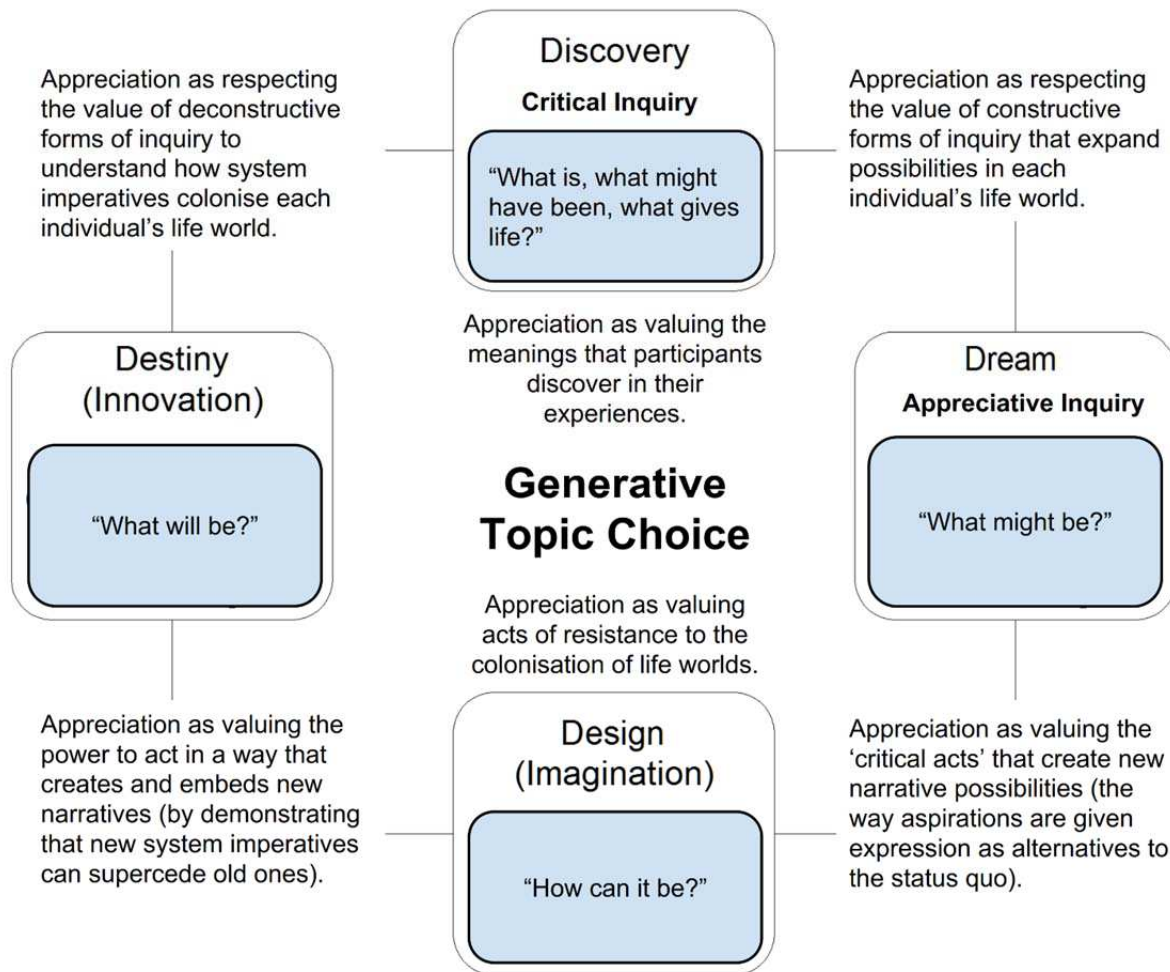 Discovery
Critical Inquiry
“What is, what might
have been, what gives
life?”
Appreciation as respecting
the value of deconstructive
forms of inquiry to
understand how system
imperatives colonise each
individual’s life world.
Appreciation as respecting
the value of constructive
forms of inquiry that expand
possibilities in each
individual’s life world.
Appreciation as valuing the
meanings that participants
discover in their
experiences.
Destiny
(Innovation)
“What will be?”
Generative
Topic Choice
Dream
Appreciative Inquiry
“What might be?”
Appreciation as valuing
acts of resistance to the
colonisation of life worlds.
Appreciation as valuing the
power to act in a way that
creates and embeds new
narratives (by demonstrating
that new system imperatives
can supercede old ones).
Design
(Imagination)
“How can it be?”
Appreciation as valuing the
‘critical acts’ that create new
narrative possibilities (the
way aspirations are given
expression as alternatives to
the status quo).